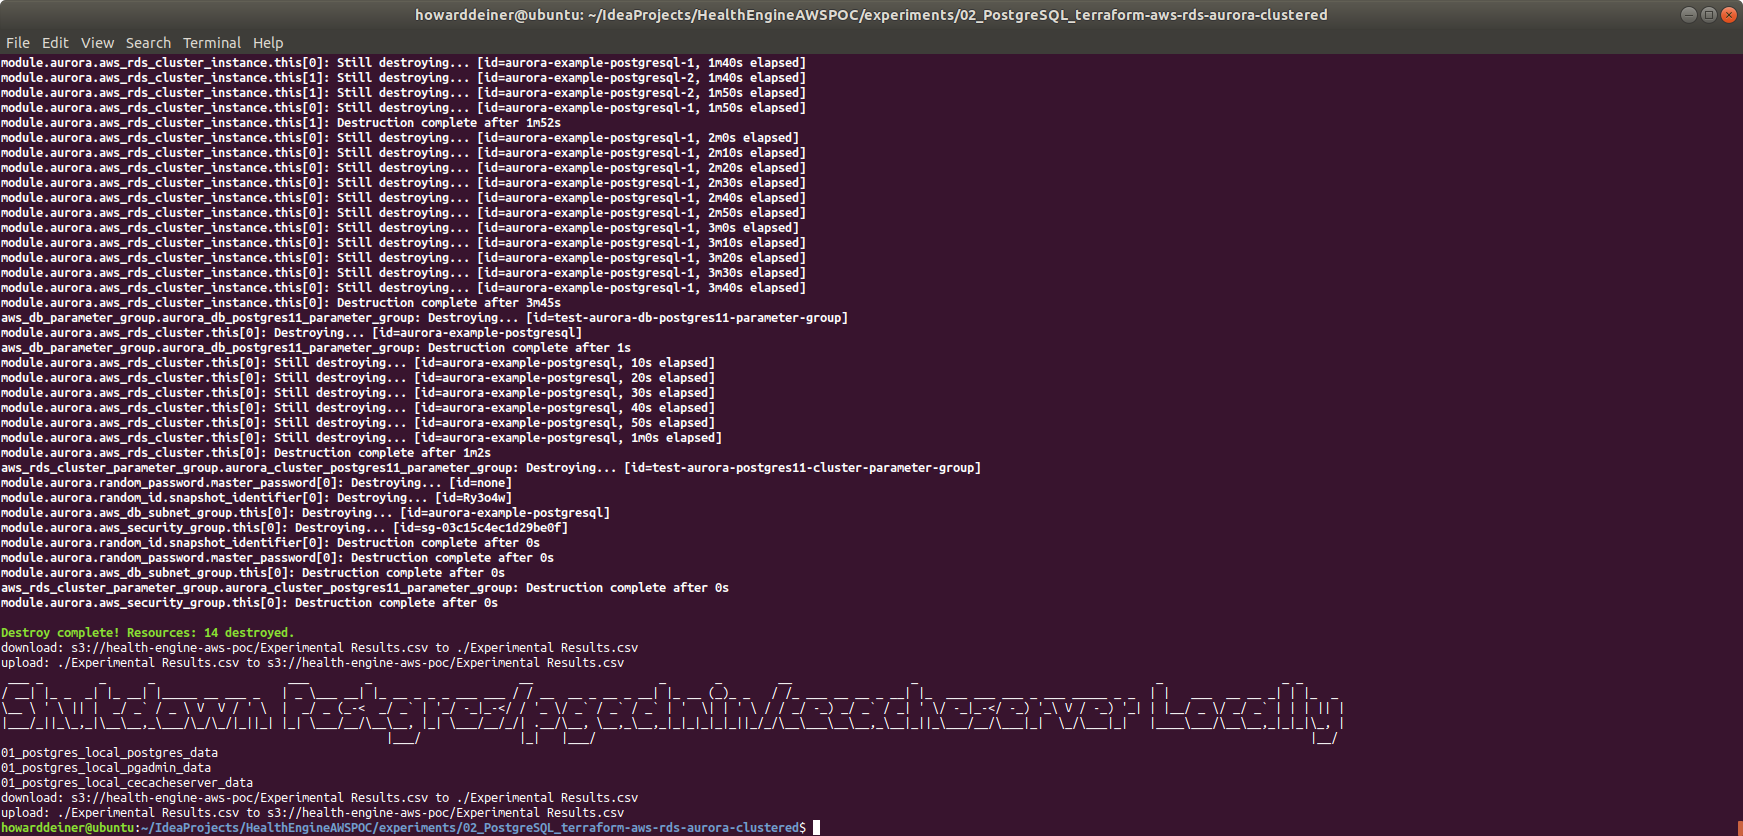 howarddeiner@ubuntu: ~/IdeaProjects/HealthEngineAWSPOC/experiments/02_PostgreSQL_terraform-aws-rds-aurora-clustered
File Edit View Search Terminal Help
module.aurora.aws_rds_cluster_instance.this[0]: Still destroying... [id=aurora-example-postgresql-1, 1m40s elapsed]
module.aurora.aws_rds_cluster_instance.this[1]: Still destroying... [id=aurora-example-postgresql-2, 1m40s elapsed]
module.aurora.aws_rds_cluster_instance.this[1]: Still destroying... [id=aurora-example-postgresql-2, 1m50s elapsed]
module.aurora.aws_rds_cluster_instance.this[0]: Still destroying... [id=aurora-example-postgresql-1, 1m50s elapsed]
module.aurora.aws_rds_cluster_instance.this[1]: Destruction complete after 1m52s
module.aurora.aws_rds_cluster_instance.this[0]: Still destroying... [id=aurora-example-postgresql-1, 2m0s elapsed]
module.aurora.aws_rds_cluster_instance.this[0]: Still destroying... [id=aurora-example-postgresql-1, 2m10s elapsed]
module.aurora.aws_rds_cluster_instance.this[0]: Still destroying... [id=aurora-example-postgresql-1, 2m20s elapsed]
module.aurora.aws_rds_cluster_instance.this[0]: Still destroying... [id=aurora-example-postgresql-1, 2m30s elapsed]
module.aurora.aws_rds_cluster_instance.this[0]: Still destroying... [id=aurora-example-postgresql-1, 2m40s elapsed]
module.aurora.aws_rds_cluster_instance.this[0]: Still destroying... [id=aurora-example-postgresql-1, 2m50s elapsed]
module.aurora.aws_rds_cluster_instance.this[0]: Still destroying... [id=aurora-example-postgresql-1, 3m0s elapsed]
module.aurora.aws_rds_cluster_instance.this[0]: Still destroying... [id=aurora-example-postgresql-1, 3m10s elapsed]
module.aurora.aws_rds_cluster_instance.this[0]: Still destroying... [id=aurora-example-postgresql-1, 3m20s elapsed]
module.aurora.aws_rds_cluster_instance.this[0]: Still destroying... [id=aurora-example-postgresql-1, 3m30s elapsed]
module.aurora.aws_rds_cluster_instance.this[0]: Still destroying... [id=aurora-example-postgresql-1, 3m40s elapsed]
module.aurora.aws_rds_cluster_instance.this[0]: Destruction complete after 3m45s
aws_db_parameter_group.aurora_db_postgres11_parameter_group: Destroying... [id=test-aurora-db-postgres11-parameter-group]
module.aurora.aws_rds_cluster.this[0]: Destroying... [id=aurora-example-postgresql]
aws_db_parameter_group.aurora_db_postgres11_parameter_group: Destruction complete after 1s
module.aurora.aws_rds_cluster.this[0]: Still destroying... [id=aurora-example-postgresql, 10s elapsed]
module.aurora.aws_rds_cluster.this[0]: Still destroying... [id=aurora-example-postgresql, 20s elapsed]
module.aurora.aws_rds_cluster.this[0]: Still destroying... [id=aurora-example-postgresql, 30s elapsed]
module.aurora.aws_rds_cluster.this[0]: Still destroying... [id=aurora-example-postgresql, 40s elapsed]
module.aurora.aws_rds_cluster.this[0]: Still destroying... [id=aurora-example-postgresql, 50s elapsed]
module.aurora.aws_rds_cluster.this[0]: Still destroying... [id=aurora-example-postgresql, 1m0s elapsed]
module.aurora.aws_rds_cluster.this[0]: Destruction complete after 1m2s
aws_rds_cluster_parameter_group.aurora_cluster_postgres11_parameter_group: Destroying... [id=test-aurora-postgres11-cluster-parameter-group]
module.aurora.random_password.master_password[0]: Destroying... [id=none]
module.aurora.random_id.snapshot_identifier[0]: Destroying... [id=Ry3o4w]
module.aurora.aws_db_subnet_group.this[0]: Destroying... [id=aurora-example-postgresql]
module.aurora.aws_security_group.this[0]: Destroying... [id=sg-03c15c4ec1d29be0f]
module.aurora.random_id.snapshot_identifier[0]: Destruction complete after 0s
module.aurora.random_password.master_password[0]: Destruction complete after 0s
module.aurora.aws_db_subnet_group.this[0]: Destruction complete after 0s
aws_rds_cluster_parameter_group.aurora_cluster_postgres11_parameter_group: Destruction complete after 0s
module.aurora.aws_security_group.this[0]: Destruction complete after 0s
Destroy complete! Resources: 14 destroyed.
download: s3://health-engine-aws-poc/Experimental Results.csv to ./Experimental Results.csv
upload: ./Experimental Results.csv to s3://health-engine-aws-poc/Experimental Results.csv
Shutdown Postgres/pgadmin/cecacheserver Locally
01_postgres_local_postgres_data
01_postgres_local_pgadmin_data
01_postgres_local_cecacheserver_data
download: s3://health-engine-aws-poc/Experimental Results.csv to ./Experimental Results.csv
upload: ./Experimental Results.csv to s3://health-engine-aws-poc/Experimental Results.csv
howarddeiner@ubuntu:~/IdeaProjects/HealthEngineAWSPOC/experiments/02_PostgreSQL_terraform-aws-rds-aurora-clustered$